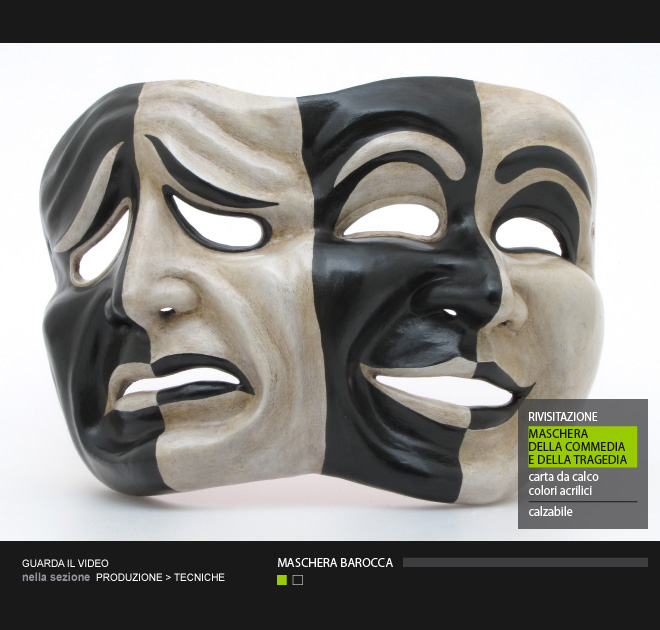 RIVISITAZIONE
MASCHERA
DELLA COMMEDIA
E DELLA TRAGEDIA
carta da calco
colori acrilici
calzabile
GUARDA IL VIDEO
nella sezione PRODUZIONE > TECNICHE
MASCHERA BAROCCA